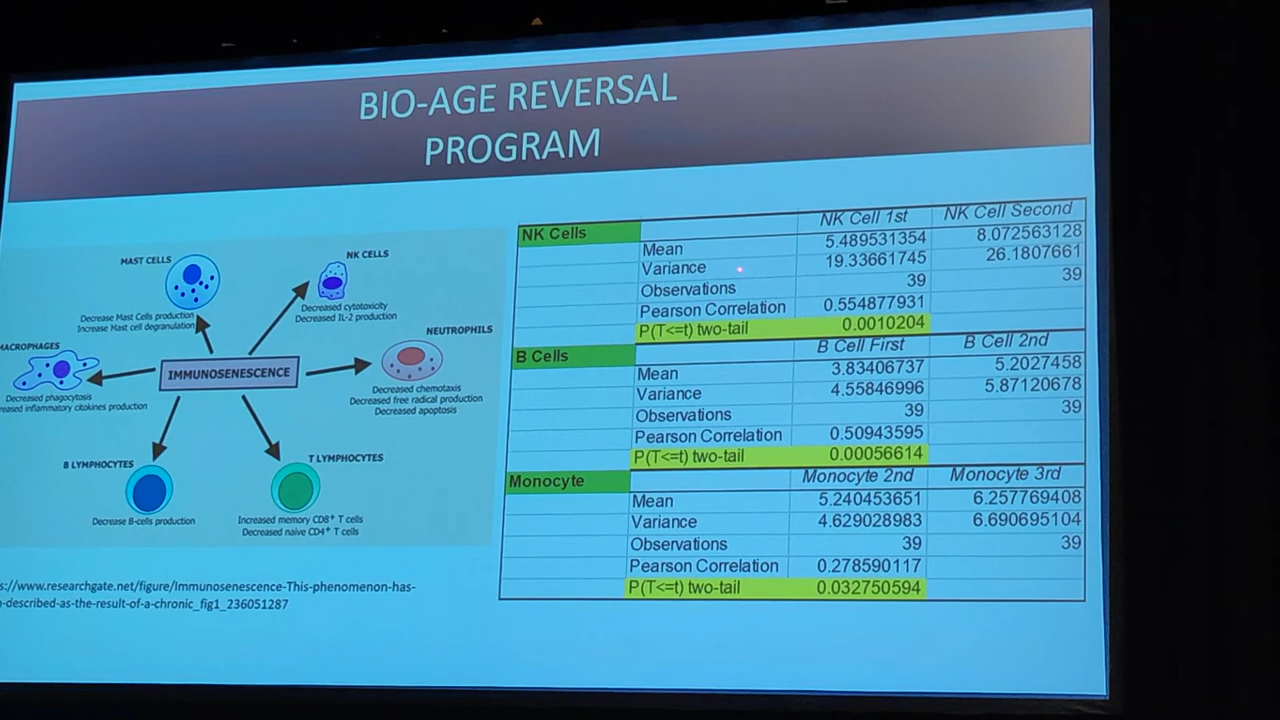 BIO-AGE REVERSAL
PROGRAM
MAST CELLS
Decrease Mast Cells production
Increase Mast cell degranulation
NK CELLS
Decreased cytotoxicity
Decreased IL-2 production
MACROPHAGES
Decreased phagocytosis
inflammatory citokines production
IMMUNOSENESCENCE
NEUTROPHILS
Decreased chemotaxis
Decreased free radical production
Decreased apoptosis
B LYMPHOCYTES
Decrease B-cells production
T LYMPHOCYTES
Increased memory CD8+ T cells
Decreased naive CD4+ T cells
s://www.researchgate.net/figure/Immunosenescence-This-phenomenon-has-
-described-as-the-result-of-a-chronic_fig1_236051287
NK Cells NK Cell 1st NK Cell Second
Mean 5.489531354 8.072563128
Variance 19.33661745 26.1807661
Observations 39 39
Pearson Correlation 0.554877931
P(T<=t) two-tail 0.0010204
B Cells B Cell First B Cell 2nd
Mean 3.83406737 5.2027458
Variance 4.55846996 5.87120678
Observations 39 39
Pearson Correlation 0.50943595
P(T<=t) two-tail 0.00056614
Monocyte Monocyte 2nd Monocyte 3rd
Mean 5.240453651 6.257769408
Variance 4.629028983 6.690695104
Observations 39 39
Pearson Correlation 0.278590117
P(T<=t) two-tail 0.032750594